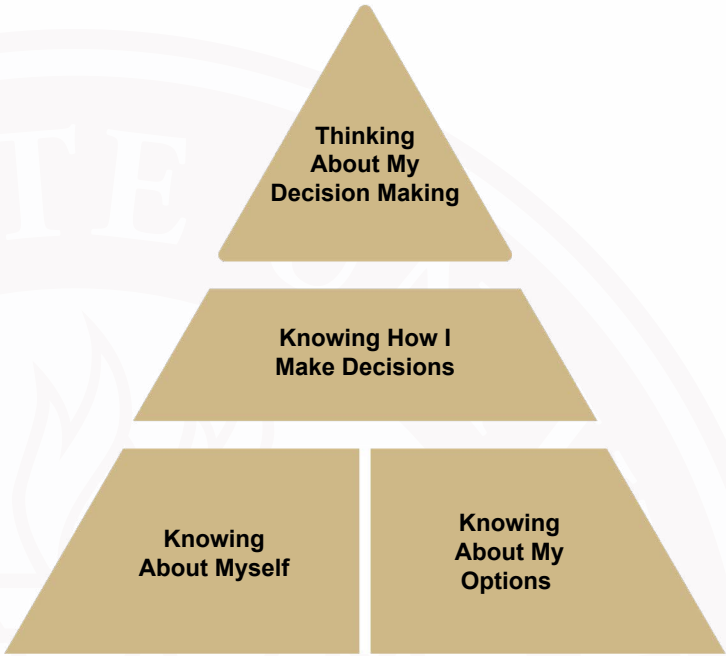 Thinking
About My
Decision Making
Knowing How I
Make Decisions
Knowing
About Myself
Knowing
About My
Options